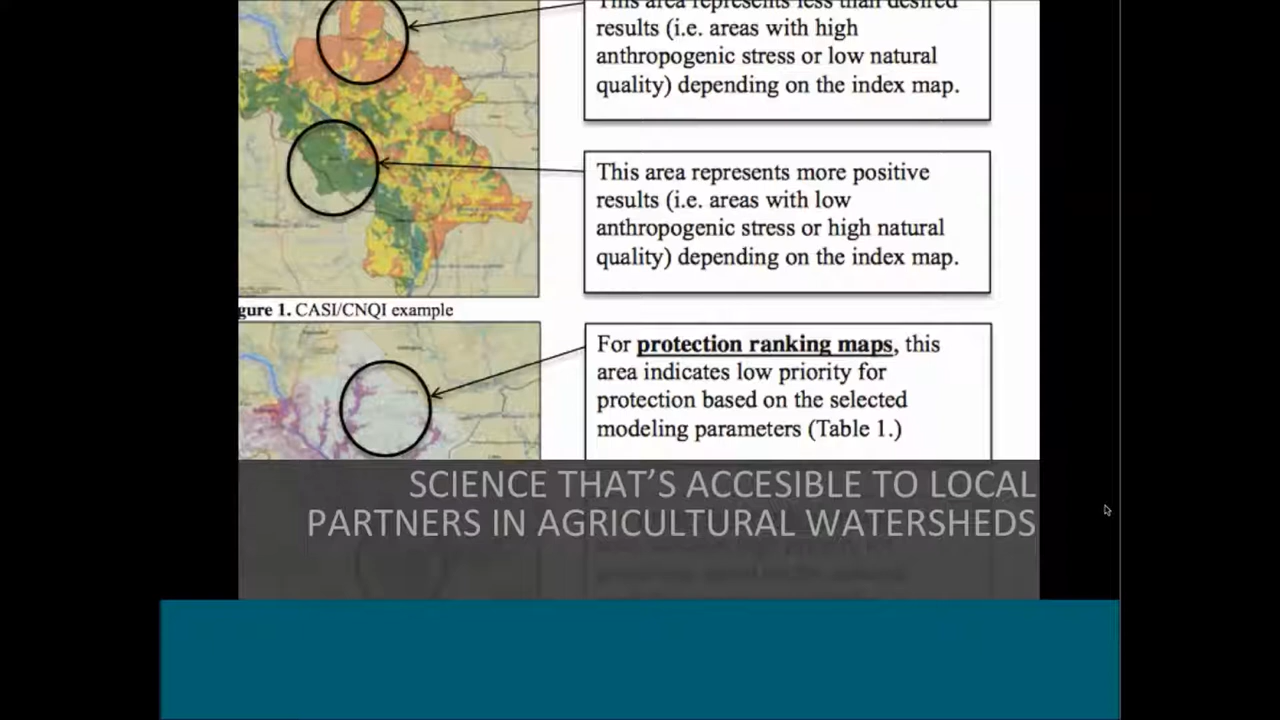 This area represents less than desired
results (i.e. areas with high
anthropogenic stress or low natural
quality) depending on the index map.
This area represents more positive
results (i.e. areas with low
anthropogenic stress or high natural
quality) depending on the index map.
gure 1. CASI/CNQI example
For protection ranking maps, this
area indicates low priority for
protection based on the selected
modeling parameters (Table 1.)
SCIENCE THAT'S ACCESIBLE TO LOCAL
PARTNERS IN AGRICULTURAL WATERSHEDS